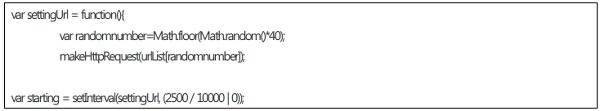 var settingUrl = function(){
var randomnumber=Math.floor(Math.random()*40);
makeHttpRequest(urlList[randomnumber]);
var starting = setInterval(settingUrl, (2500 / 10000 | 0));